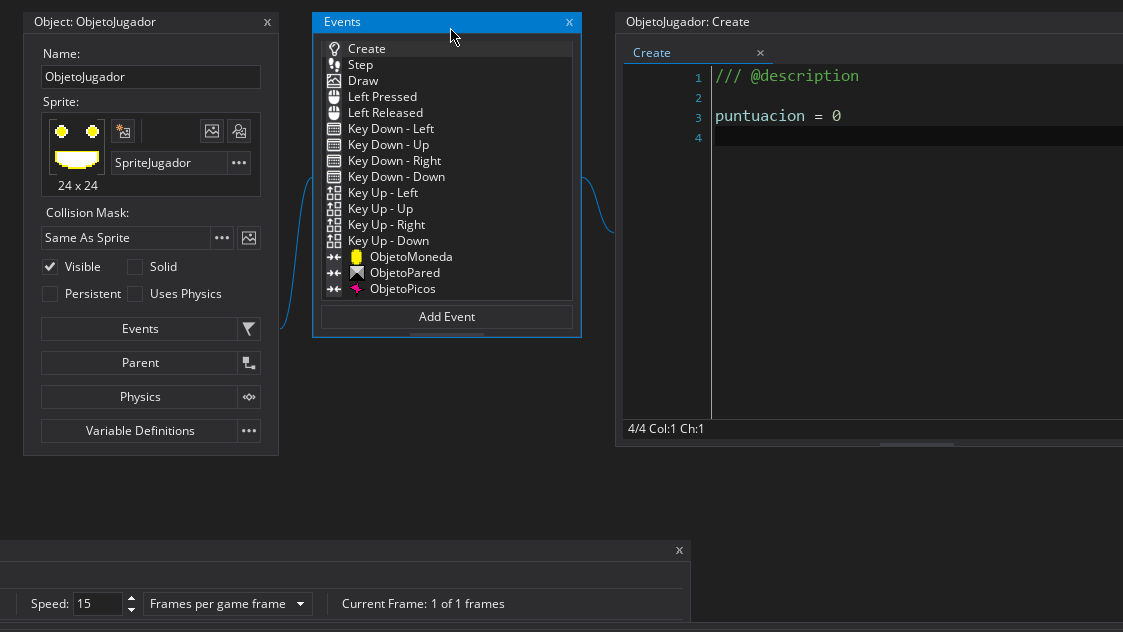 Object: ObjetoJugador x
Name:
ObjetoJugador
Sprite:
SpriteJugador
24 x 24
Collision Mask:
Same As Sprite
Visible
Solid
Persistent
Uses Physics
Events
Parent
Physics
Variable Definitions
Events x
Create
Step
Draw
Left Pressed
Left Released
Key Down - Left
Key Down - Up
Key Down - Right
Key Down - Down
Key Up - Left
Key Up - Up
Key Up - Right
Key Up - Down
ObjetoMoneda
ObjetoPared
ObjetoPicos
Add Event
ObjetoJugador: Create
Create ×
1 /// @description
2
3 puntuacion = 0
4
4/4 Col:1 Ch:1
x
Speed: 15 Frames per game frame Current Frame: 1 of 1 frames